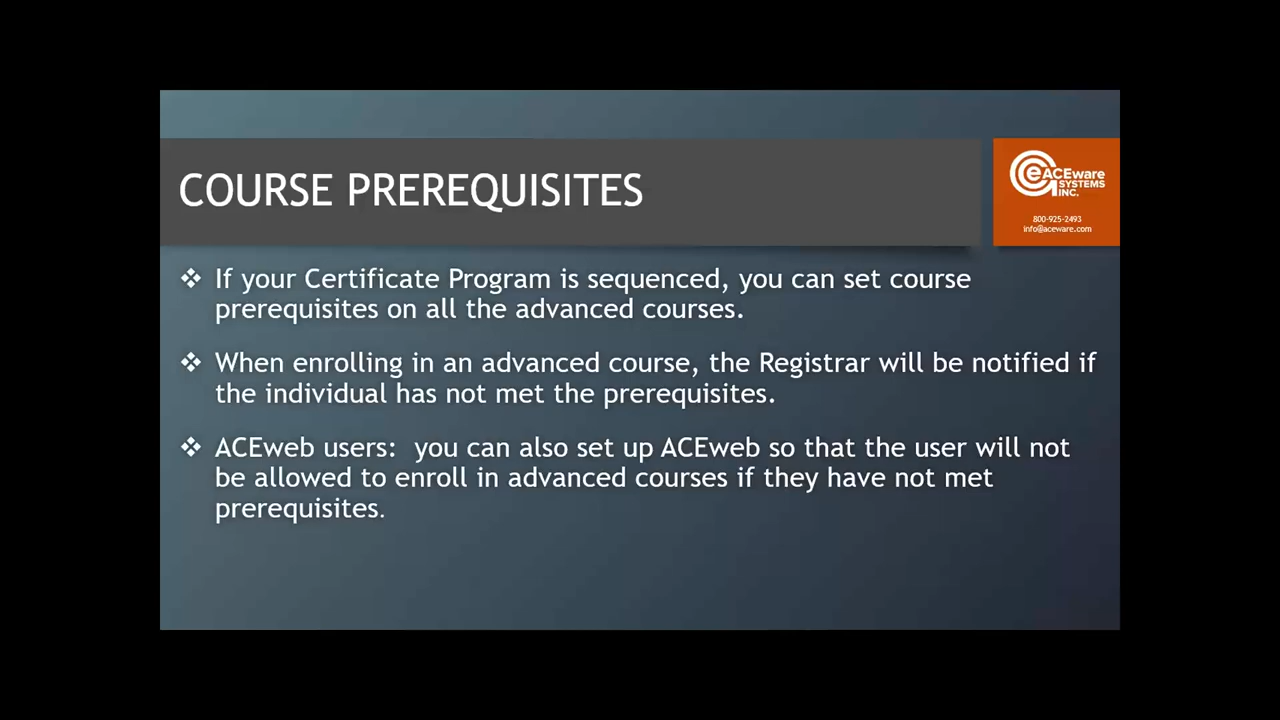 COURSE PREREQUISITES
eACEware
SYSTEMS
INC.
800-925-2493
info@aceware.com
❖ If your Certificate Program is sequenced, you can set course
prerequisites on all the advanced courses.
❖ When enrolling in an advanced course, the Registrar will be notified if
the individual has not met the prerequisites.
❖ ACEweb users:  you can also set up ACEweb so that the user will not
be allowed to enroll in advanced courses if they have not met
prerequisites.